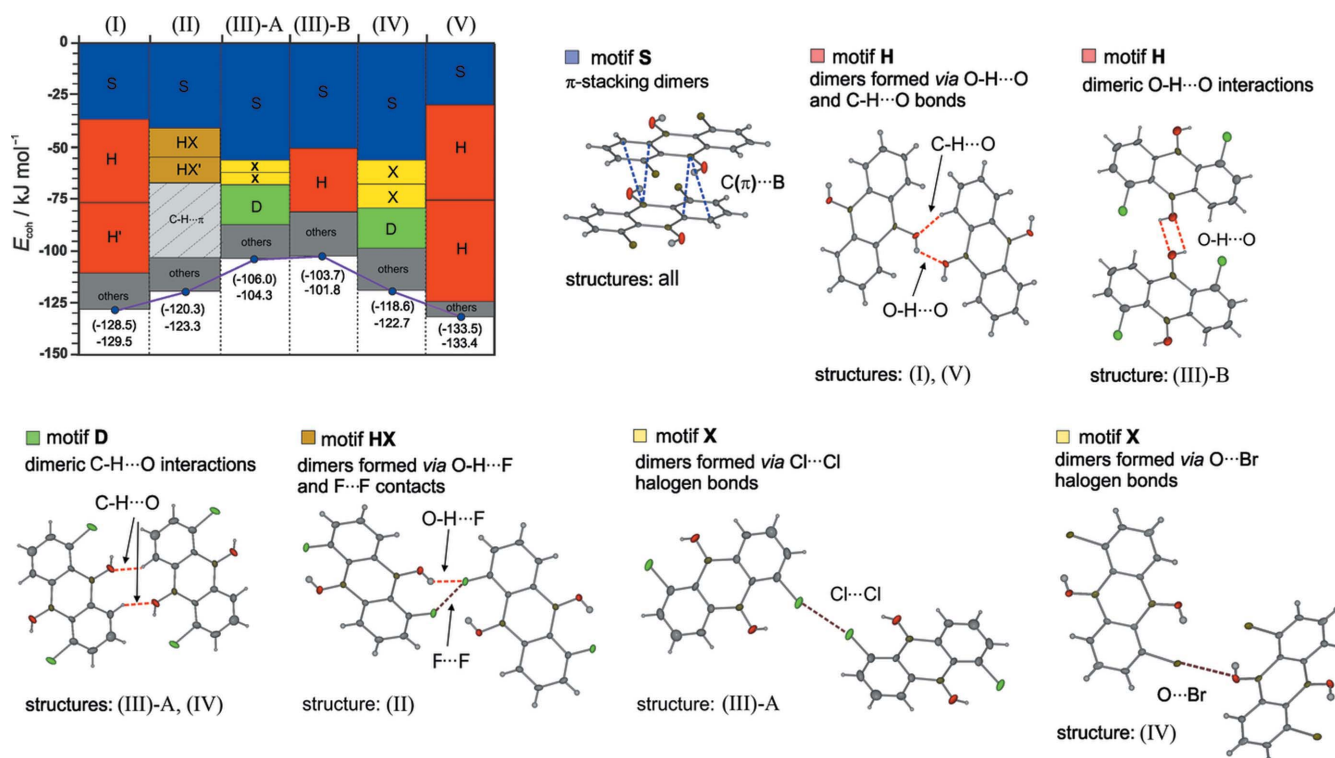 (I) (II) (III)-A (III)-B (IV) (V)
E_coh / kJ mol⁻¹
0
-25
-50
-75
-100
-125
-150
S S S S S S
H H' others
HX HX' C-H···π others
X X D others
H others
X X D others
H H others
(-128.5)
-129.5
(-120.3)
-123.3
(-106.0)
-104.3
(-103.7)
-101.8
(-118.6)
-122.7
(-133.5)
-133.4
motif S
π-stacking dimers
C(π)···B
structures: all
motif H
dimers formed via O-H···O
and C-H···O bonds
C-H···O
O-H···O
structures: (I), (V)
motif H
dimeric O-H···O interactions
O-H···O
structure: (III)-B
motif D
dimeric C-H···O interactions
C-H···O
structures: (III)-A, (IV)
motif HX
dimers formed via O-H···F
and F···F contacts
O-H···F
F···F
structure: (II)
motif X
dimers formed via Cl···Cl
halogen bonds
Cl···Cl
structure: (III)-A
motif X
dimers formed via O···Br
halogen bonds
O···Br
structure: (IV)